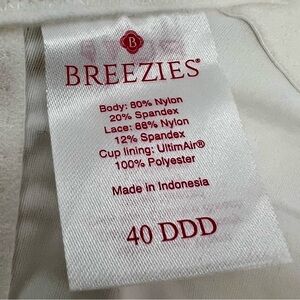 B
BREEZIES®
Body: 80% Nylon
20% Spandex
Lace: 88% Nylon
12% Spandex
Cup lining: UltimAir®
100% Polyester
Made in Indonesia
40 DDD